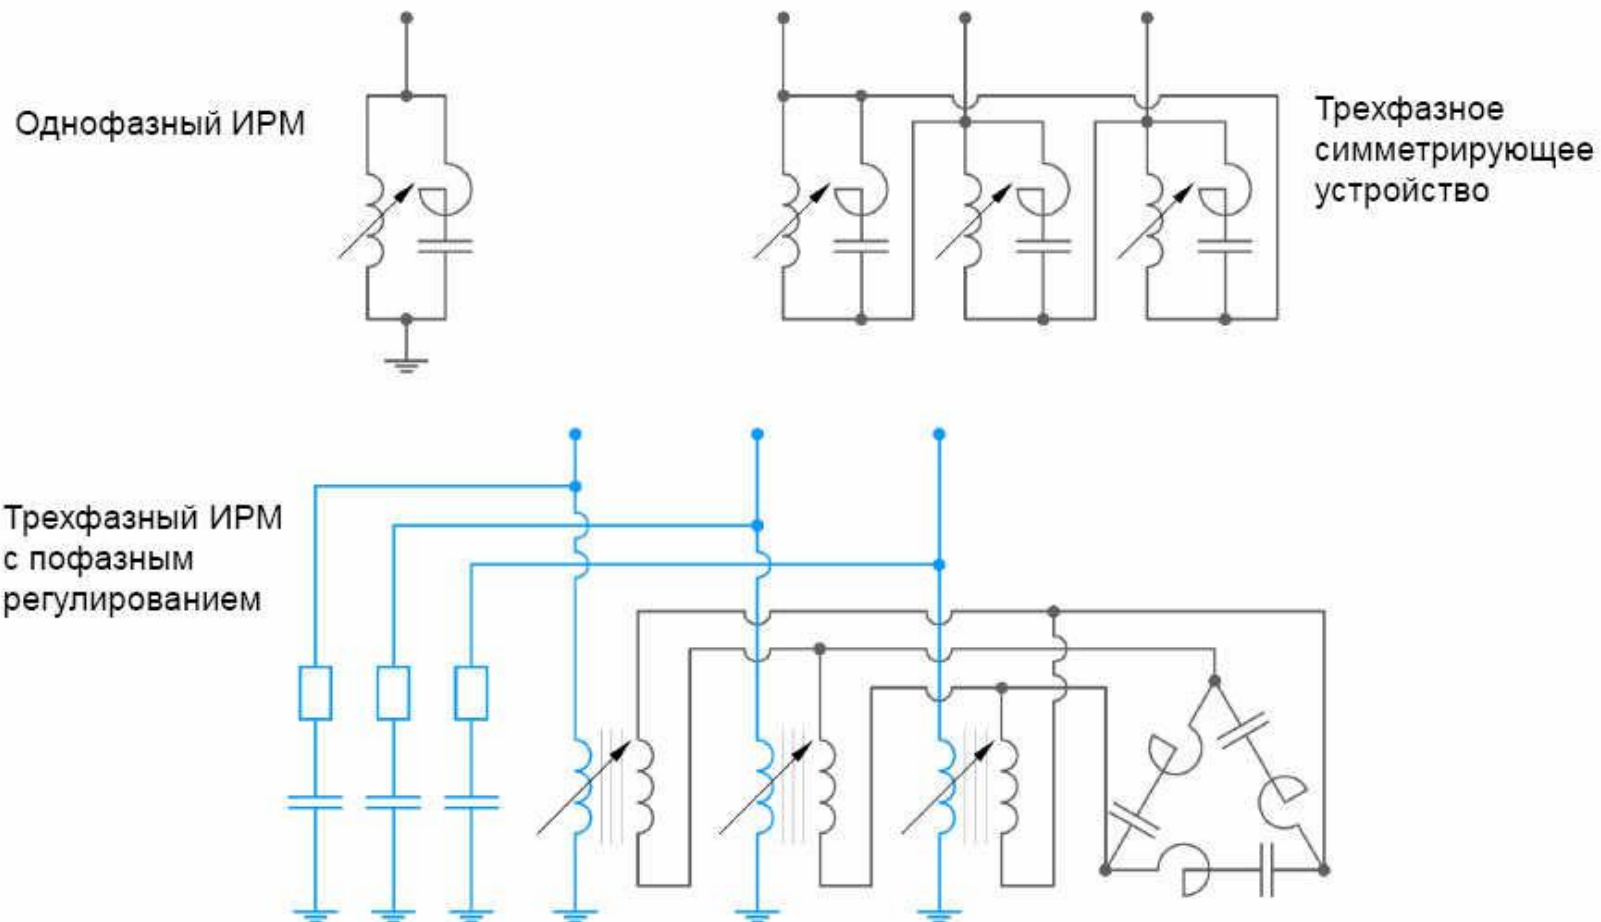 Однофазный ИРМ
Трехфазное
симметрирующее
устройство
Трехфазный ИРМ
с пофазным
регулированием